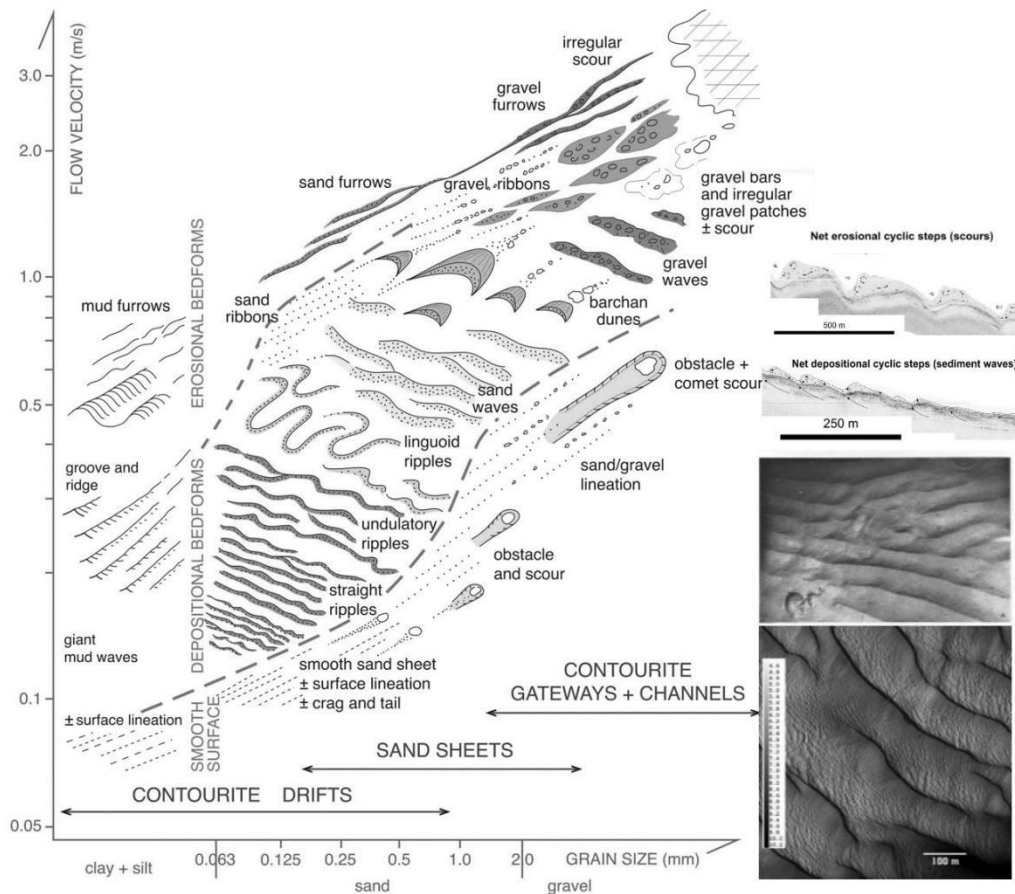 FLOW VELOCITY (m/s)
3.0
2.0
1.0
0.5
0.1
0.05
irregular
scour
gravel
furrows
sand furrows
gravel ribbons
gravel bars
and irregular
gravel patches
± scour
gravel
waves
mud furrows
sand
ribbons
barchan
dunes
EROSIONAL BEDFORMS
obstacle +
comet scour
sand
waves
linguoid
ripples
groove and
ridge
sand/gravel
lineation
undulatory
ripples
obstacle
and scour
DEPOSITIONAL BEDFORMS
straight
ripples
giant
mud waves
smooth sand sheet
± surface lineation
± crag and tail
CONTOURITE
GATEWAYS + CHANNELS
± surface lineation
SMOOTH
SURFACE
SAND SHEETS
CONTOURITE DRIFTS
0.063
0.125
0.25
0.5
1.0
2.0
GRAIN SIZE (mm)
clay + silt
sand
gravel
Net erosional cyclic steps (scours)
500 m
Net depositional cyclic steps (sediment waves)
250 m
100 m